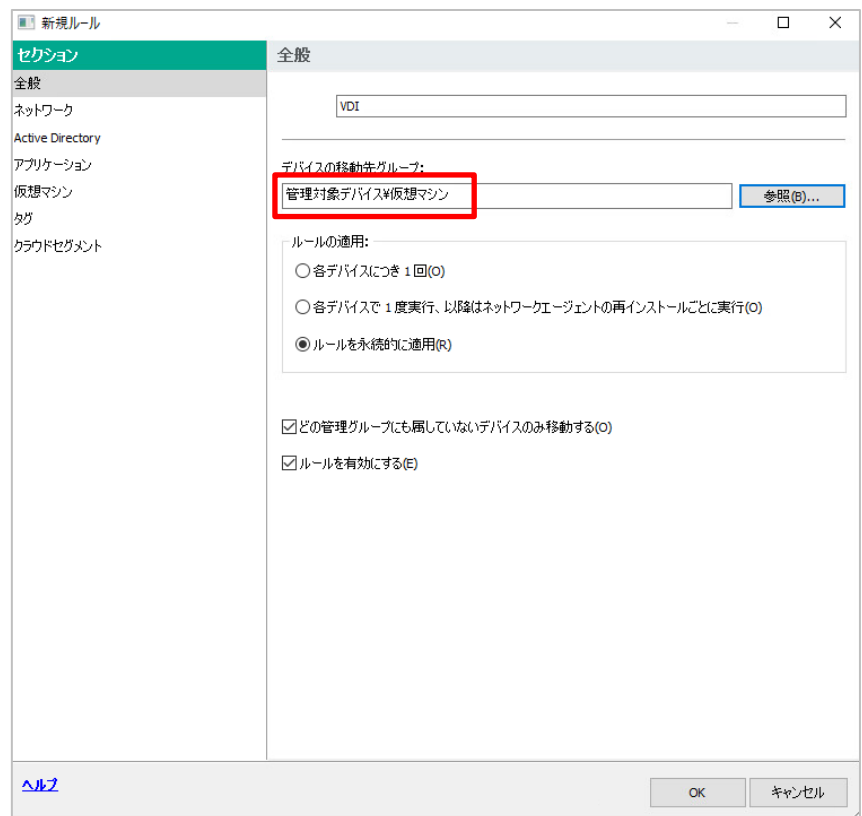 新規ルール
セクション
全般
ネットワーク
Active Directory
アプリケーション
仮想マシン
タグ
クラウドセグメント
全般
VDI
デバイスの移動先グループ:
管理対象デバイス¥仮想マシン
参照(B)...
ルールの適用:
各デバイスにつき 1 回(O)
各デバイスで 1 度実行、以降はネットワークエージェントの再インストールごとに実行(O)
ルールを永続的に適用(R)
どの管理グループにも属していないデバイスのみ移動する(O)
ルールを有効にする(E)
ヘルプ
OK
キャンセル